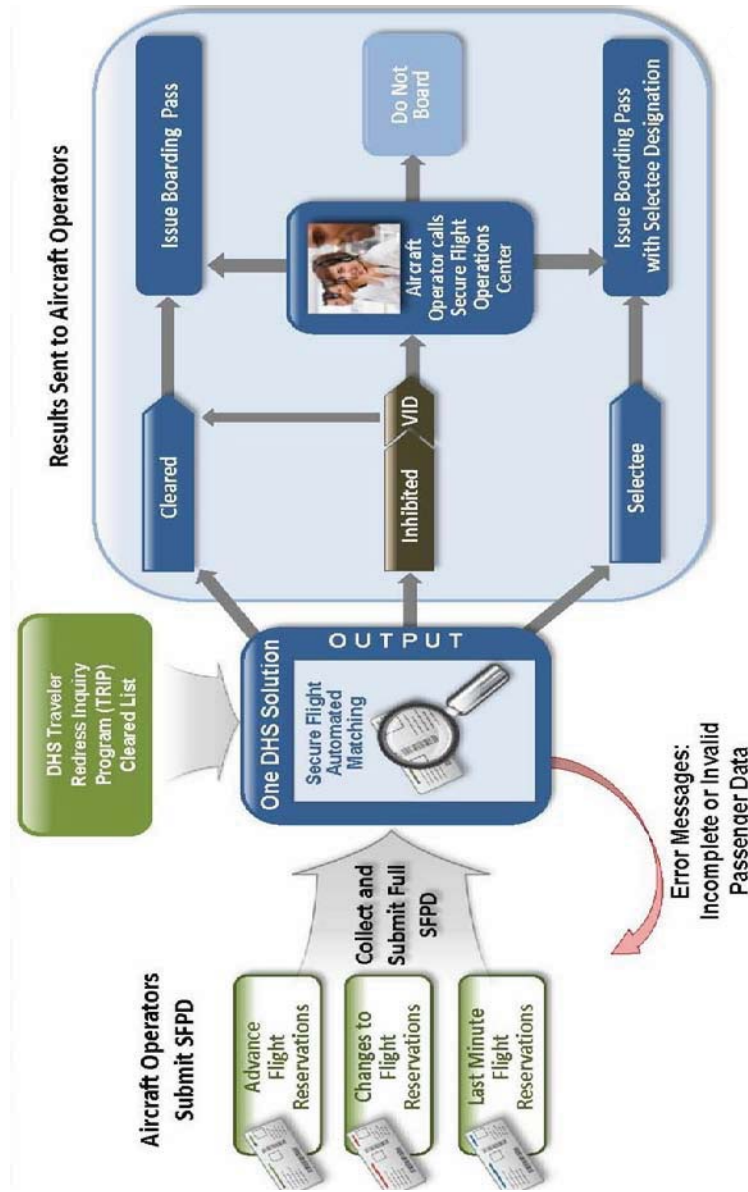 Aircraft Operators
Submit SFPD
Advance
Flight
Reservations
Changes to
Flight
Reservations
Last Minute
Flight
Reservations
Collect and
Submit Full
SFPD
DHS Traveler
Redress Inquiry
Program (TRIP)
Cleared List
One DHS Solution
Secure Flight
Automated
Matching
OUTPUT
Error Messages:
Incomplete or Invalid
Passenger Data
Results Sent to Aircraft Operators
Cleared
Issue Boarding Pass
Inhibited
VID
Aircraft
Operator calls
Secure Flight
Operations
Center
Do Not
Board
Selectee
Issue Boarding Pass
with Selectee Designation